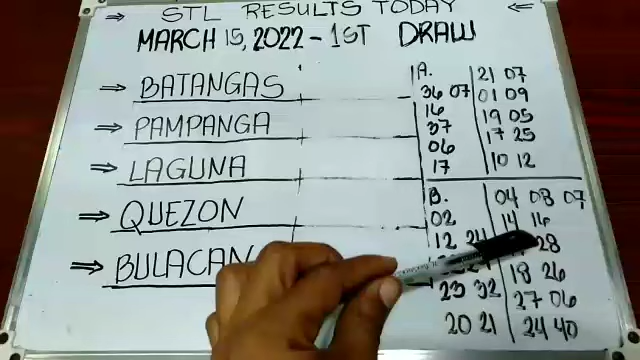 ⇒ STL RESULTS TODAY ⇐
MARCH 15, 2022 - 1ST DRAW
⇒ BATANGAS
⇒ PAMPANGA
⇒ LAGUNA
⇒ QUEZON
⇒ BULACAN
A.
36 07
16
37
06
17
21 07
01 09
19 05
17 25
10 12
B.
02
12 24
23 32
20 21
04 03 07
14 16
28
18 26
27 06
24 40